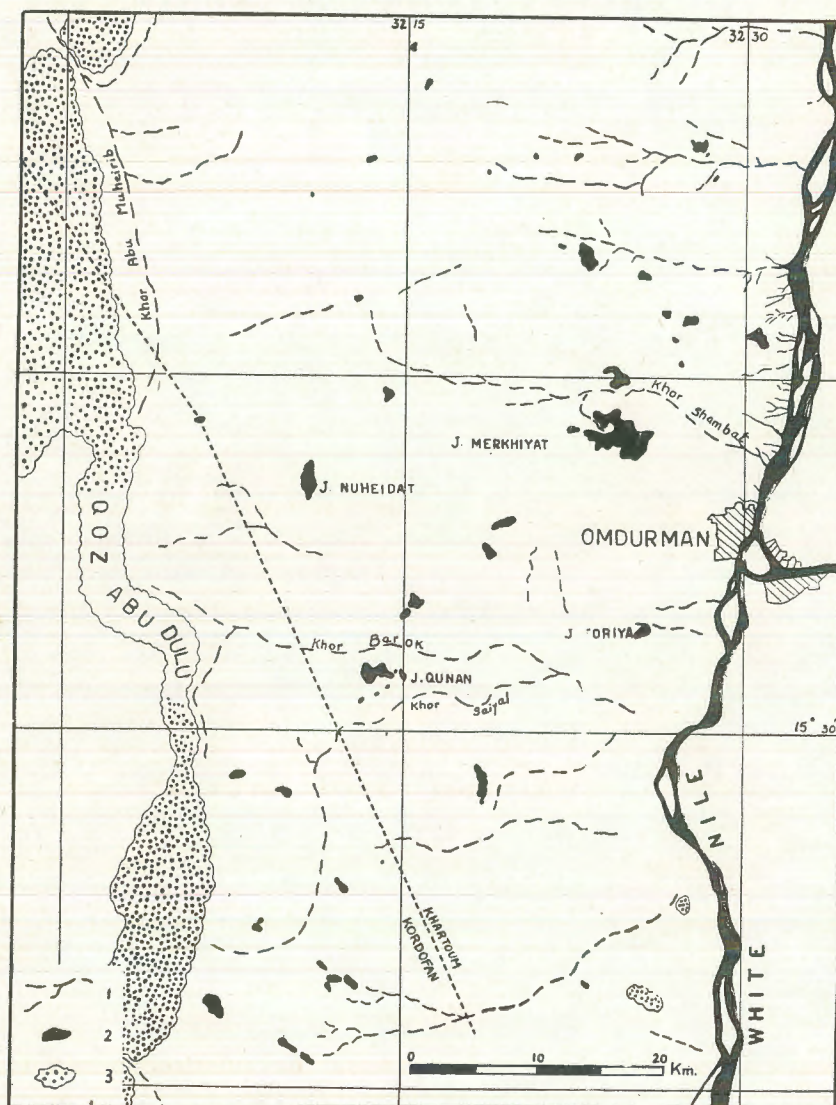 32 15
32 30
Khor Abu Muheirib
Khor Shambat
J. MERKHIYAT
J. NUHEIDAT
QOZ
ABU DULU
OMDURMAN
Khor Barok
J. TORIYA
J. QUNAN
Khor Saiyal
15° 30
NILE
WHITE
KHARTOUM
KORDOFAN
1
2
3
0 10 20 Km.